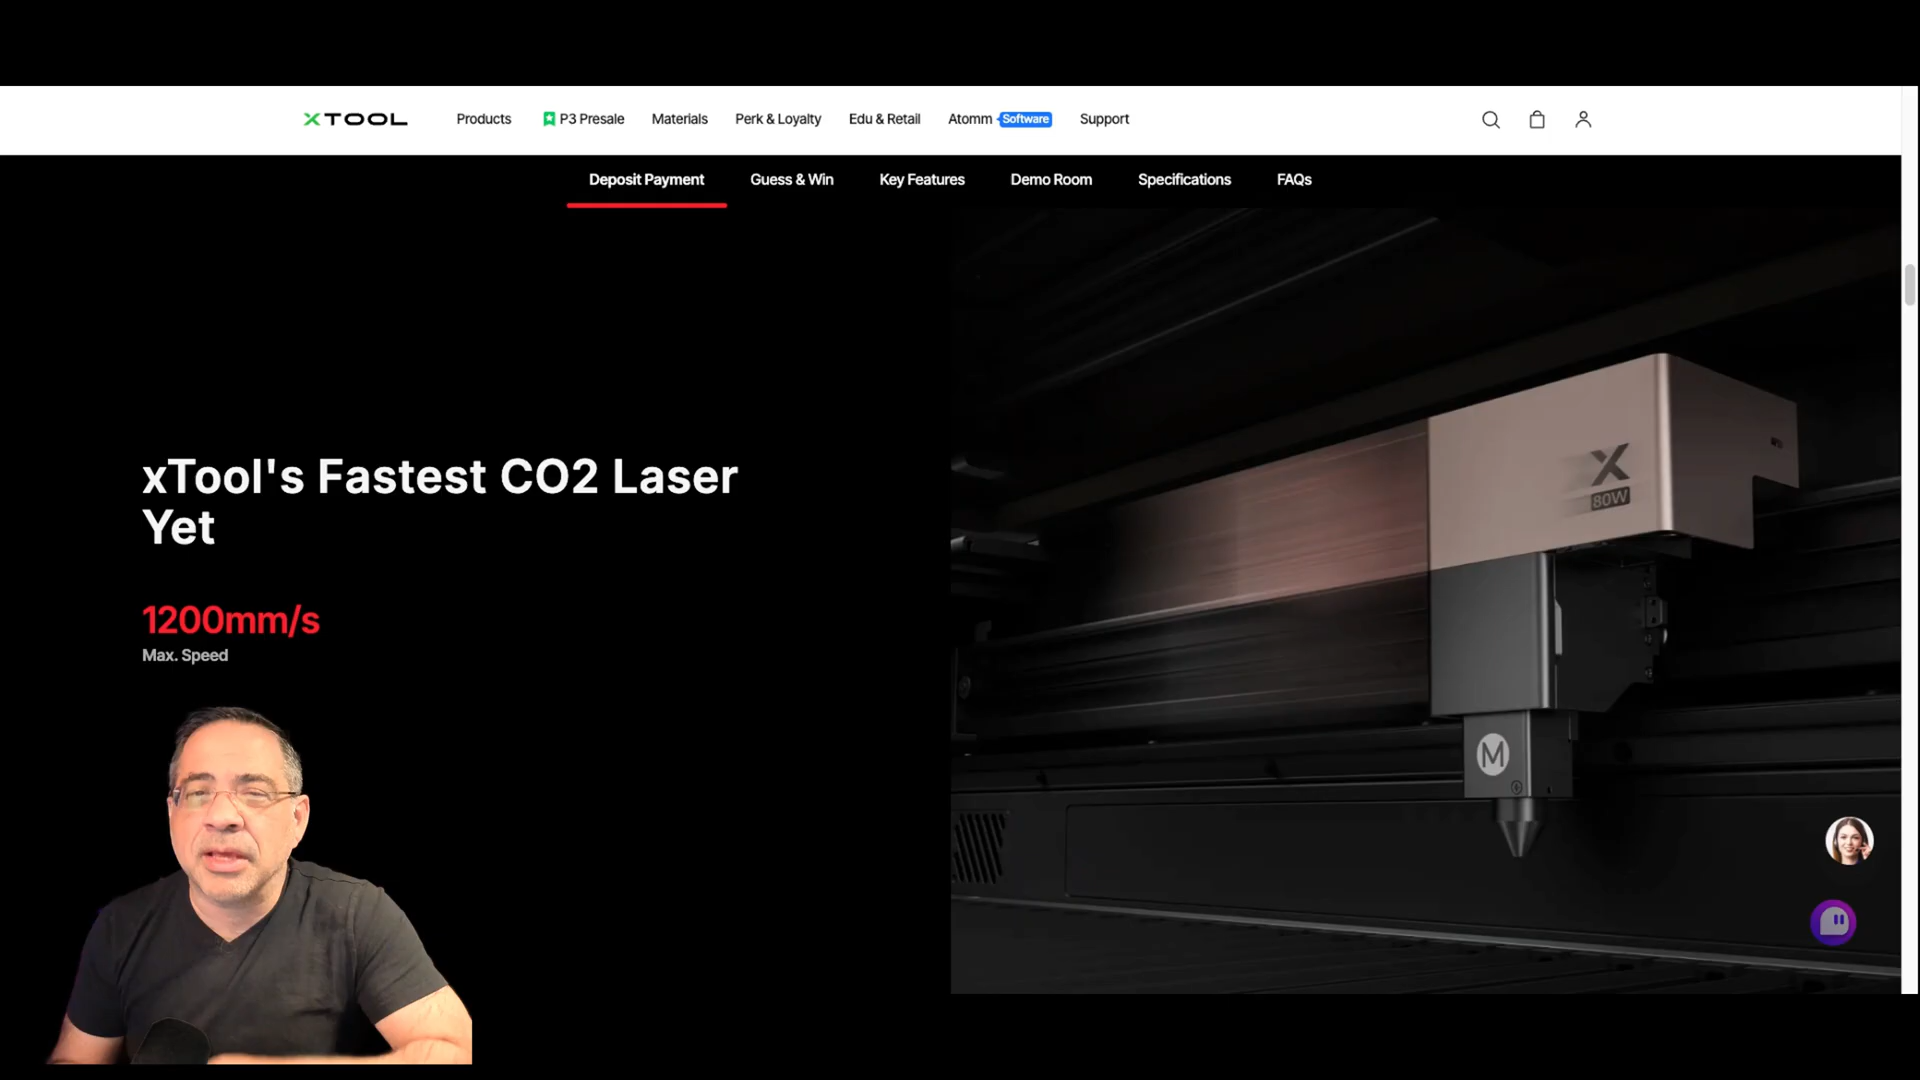 XTOOL
Products
P3 Presale
Materials
Perk & Loyalty
Edu & Retail
Atomm Software
Support
Deposit Payment
Guess & Win
Key Features
Demo Room
Specifications
FAQs
xTool's Fastest CO2 Laser
Yet
1200mm/s
Max. Speed
X
80W
M